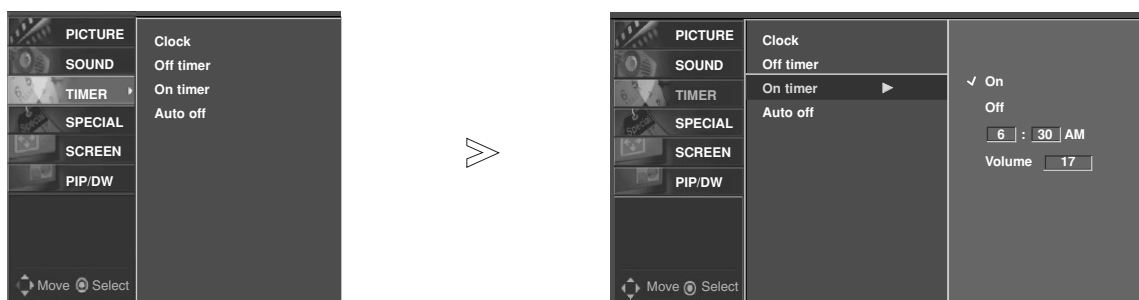 PICTURE
SOUND
TIMER
SPECIAL
SCREEN
PIP/DW
Move Select
Clock
Off timer
On timer
Auto off
PICTURE
SOUND
TIMER
SPECIAL
SCREEN
PIP/DW
Move Select
Clock
Off timer
On timer
Auto off
On
Off
6 : 30 AM
Volume 17